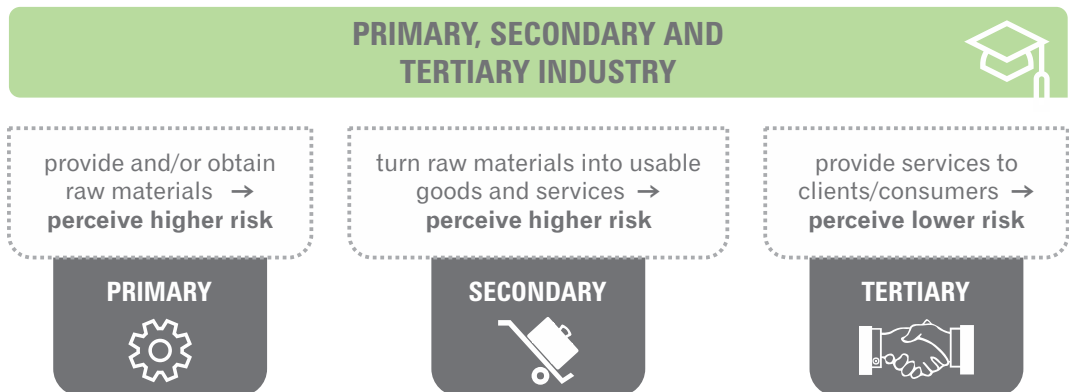 PRIMARY, SECONDARY AND
TERTIARY INDUSTRY
provide and/or obtain
raw materials →
perceive higher risk
PRIMARY
turn raw materials into usable
goods and services →
perceive higher risk
SECONDARY
provide services to
clients/consumers →
perceive lower risk
TERTIARY